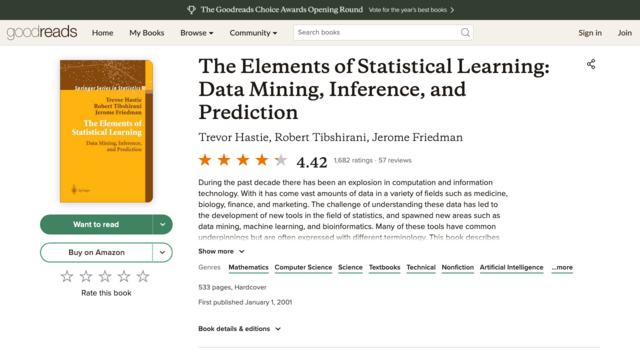 The Goodreads Choice Awards Opening Round Vote for the year's best books
goodreads Home My Books Browse Community Search books Sign in Join
Springer Series in Statistics
Trevor Hastie
Robert Tibshirani
Jerome Friedman
The Elements of
Statistical Learning
Data Mining, Inference,
and Prediction
Springer
Want to read
Buy on Amazon
Rate this book
The Elements of Statistical Learning:
Data Mining, Inference, and
Prediction
Trevor Hastie, Robert Tibshirani, Jerome Friedman
4.42 1,682 ratings · 57 reviews
During the past decade there has been an explosion in computation and information
technology. With it has come vast amounts of data in a variety of fields such as medicine,
biology, finance, and marketing. The challenge of understanding these data has led to
the development of new tools in the field of statistics, and spawned new areas such as
data mining, machine learning, and bioinformatics. Many of these tools have common
underpinnings but are often expressed with different terminology. This book describes
Show more
Genres Mathematics Computer Science Science Textbooks Technical Nonfiction Artificial Intelligence ...more
533 pages, Hardcover
First published January 1, 2001
Book details & editions